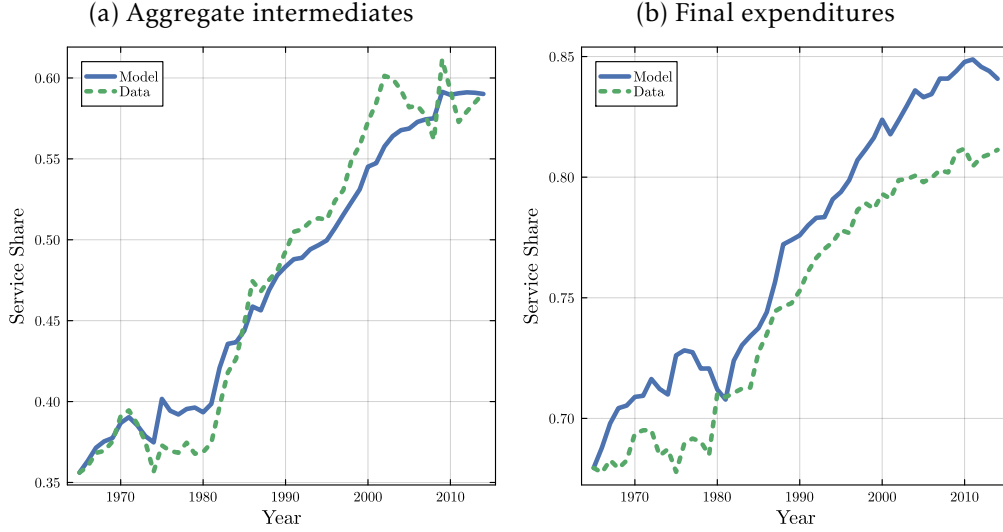 (a) Aggregate intermediates
(b) Final expenditures
Model
Data
0.60
0.55
0.50
0.45
0.40
0.35
Service Share
1970 1980 1990 2000 2010
Year
Model
Data
0.85
0.80
0.75
0.70
Service Share
1970 1980 1990 2000 2010
Year